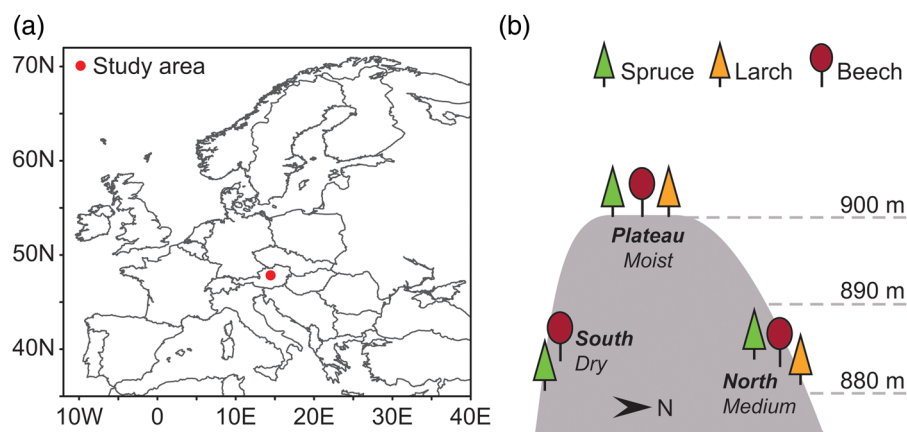 (a)
Study area
70N
60N
50N
40N
10W 0 10E 20E 30E 40E
(b)
Spruce Larch Beech
900 m
Plateau
Moist
890 m
South
Dry
North
Medium
880 m
N